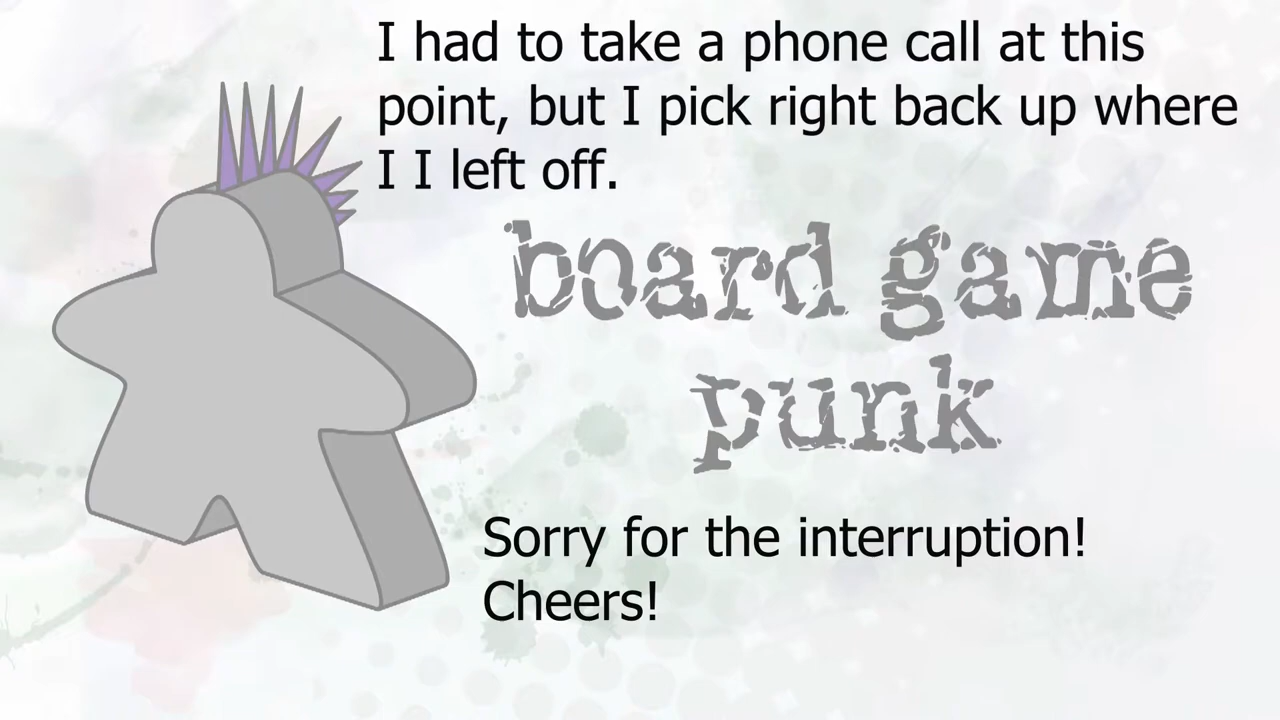 I had to take a phone call at this
point, but I pick right back up where
I I left off.
board game
punk
Sorry for the interruption!
Cheers!